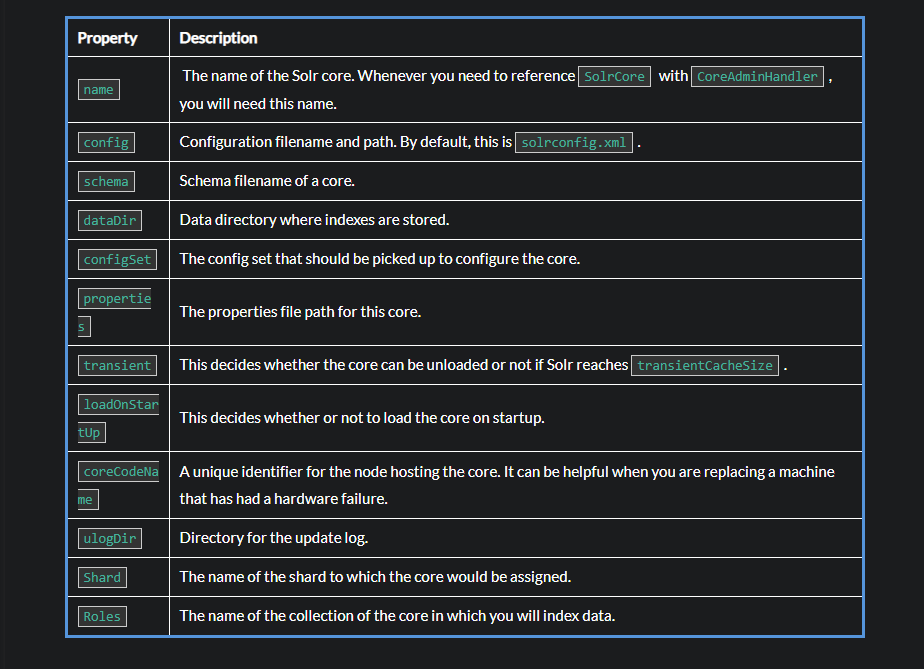 Property Description
name The name of the Solr core. Whenever you need to reference SolrCore with CoreAdminHandler ,
you will need this name.
config Configuration filename and path. By default, this is solrconfig.xml .
schema Schema filename of a core.
dataDir Data directory where indexes are stored.
configSet The config set that should be picked up to configure the core.
propertie
s
The properties file path for this core.
transient This decides whether the core can be unloaded or not if Solr reaches transientCacheSize .
loadOnStar
tUp
This decides whether or not to load the core on startup.
coreCodeNa
me
A unique identifier for the node hosting the core. It can be helpful when you are replacing a machine
that has had a hardware failure.
ulogDir Directory for the update log.
Shard The name of the shard to which the core would be assigned.
Roles The name of the collection of the core in which you will index data.